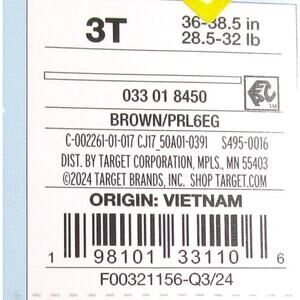 3T 36-38.5 in
28.5-32 lb
033 01 8450
BROWN/PRL6EG
C-002261-01-017 CJ17_50A01-0391 S495-0016
DIST. BY TARGET CORPORATION, MPLS., MN 55403
©2024 TARGET BRANDS, INC. SHOP TARGET.COM
ORIGIN: VIETNAM
1 98101 33110 6
F00321156-Q3/24